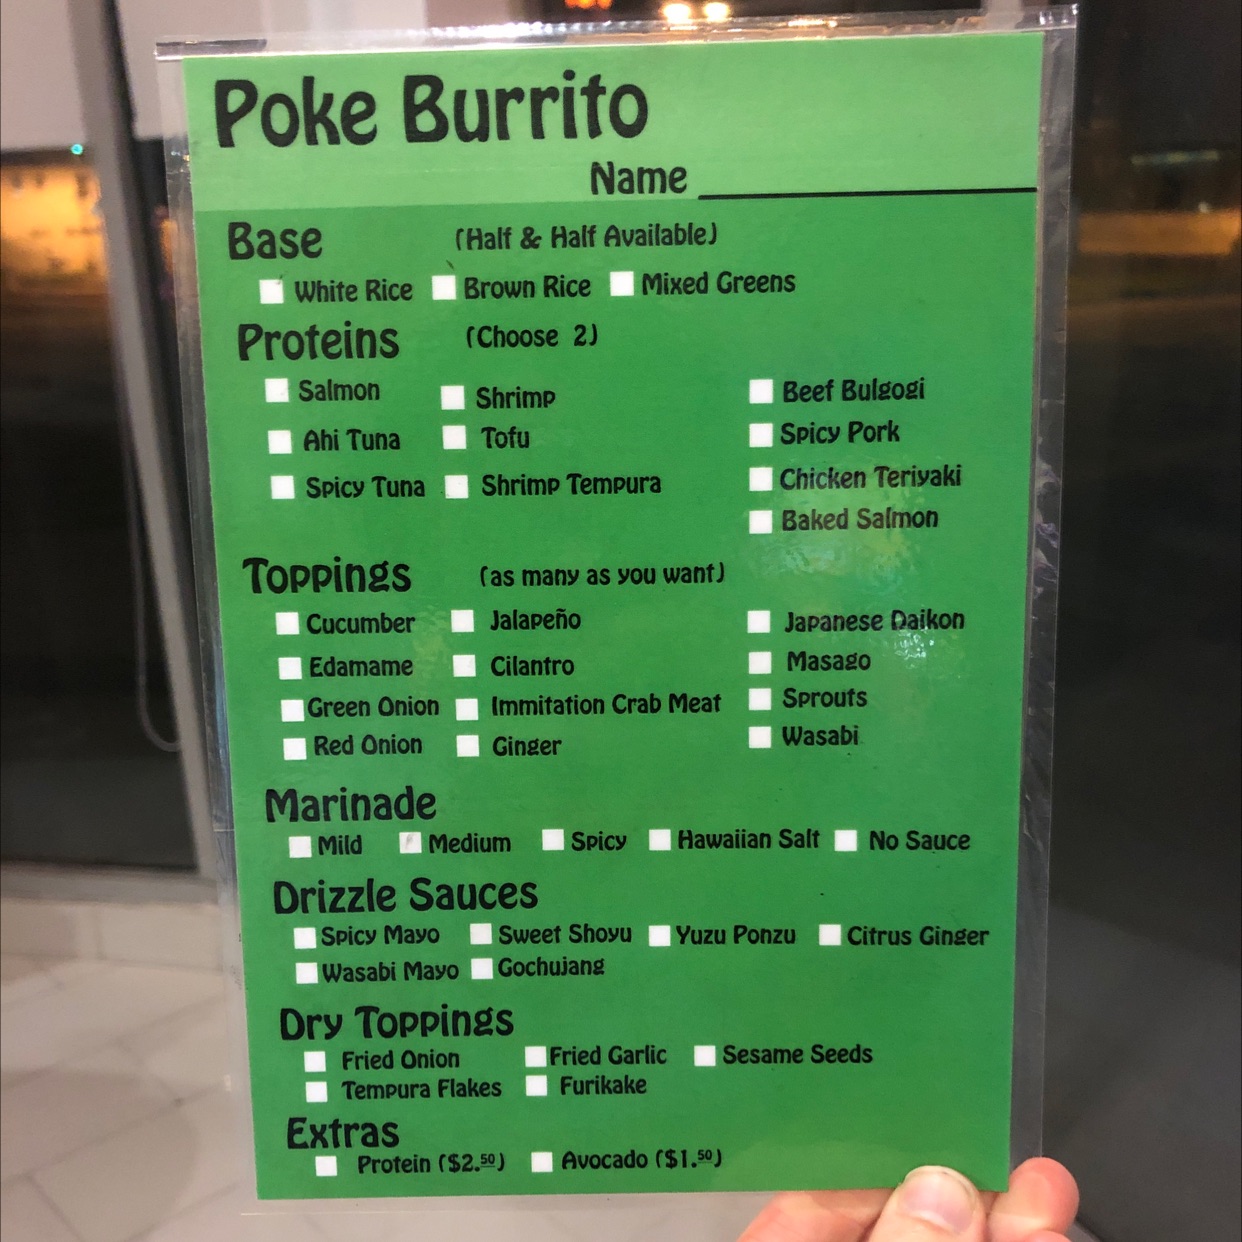 Poke Burrito
Name
Base (Half & Half Available)
White Rice Brown Rice Mixed Greens
Proteins (Choose 2)
Salmon Shrimp Beef Bulgogi
Ahi Tuna Tofu Spicy Pork
Spicy Tuna Shrimp Tempura Chicken Teriyaki
Baked Salmon
Toppings (as many as you want)
Cucumber Jalapeño Japanese Daikon
Edamame Cilantro Masago
Green Onion Immitation Crab Meat Sprouts
Red Onion Ginger Wasabi
Marinade
Mild Medium Spicy Hawaiian Salt No Sauce
Drizzle Sauces
Spicy Mayo Sweet Shoyu Yuzu Ponzu Citrus Ginger
Wasabi Mayo Gochujang
Dry Toppings
Fried Onion Fried Garlic Sesame Seeds
Tempura Flakes Furikake
Extras
Protein ($2.50) Avocado ($1.50)